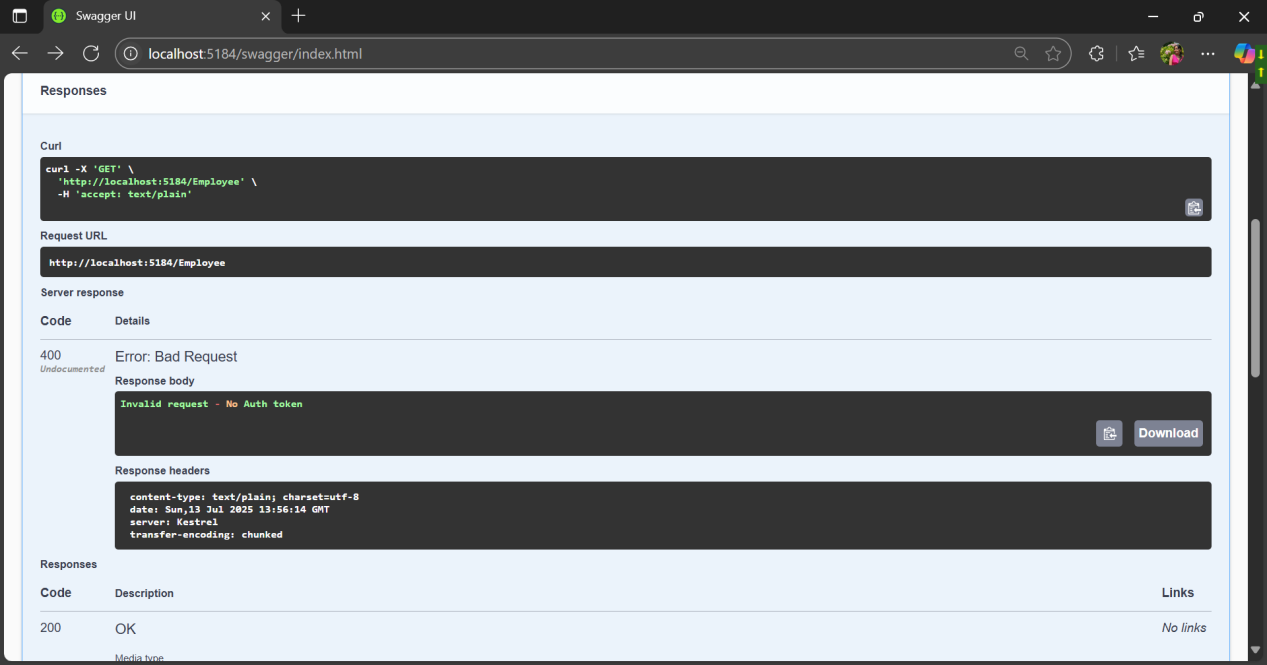 Swagger UI
localhost:5184/swagger/index.html
Responses
Curl
curl -X 'GET' \
'http://localhost:5184/Employee' \
-H 'accept: text/plain'
Request URL
http://localhost:5184/Employee
Server response
Code Details
400 Error: Bad Request
Undocumented
Response body
Invalid request - No Auth token
Download
Response headers
content-type: text/plain; charset=utf-8
date: Sun,13 Jul 2025 13:56:14 GMT
server: Kestrel
transfer-encoding: chunked
Responses
Code Description Links
200 OK No links
Media type